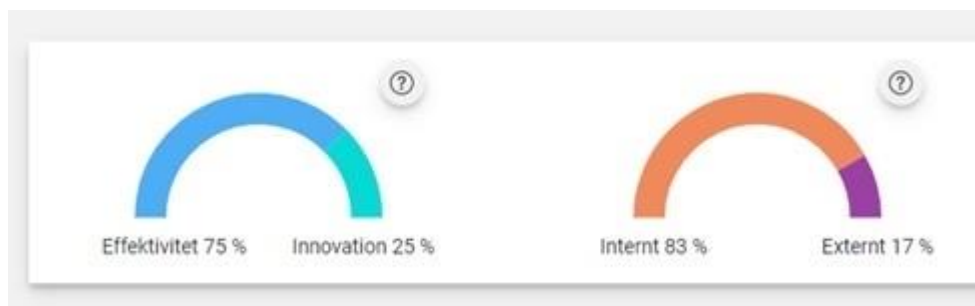 ?
?
Effektivitet 75 %
Innovation 25 %
Internt 83 %
Externt 17 %